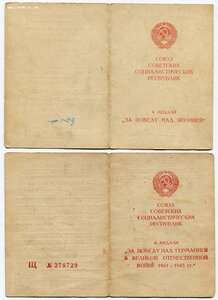 СОЮЗ
СОВЕТСКИХ
СОЦИАЛИСТИЧЕСКИХ
РЕСПУБЛИК
К МЕДАЛИ
"ЗА ПОБЕДУ НАД ЯПОНИЕЙ"
СОЮЗ
СОВЕТСКИХ
СОЦИАЛИСТИЧЕСКИХ
РЕСПУБЛИК
К МЕДАЛИ
"ЗА ПОБЕДУ НАД ГЕРМАНИЕЙ
В ВЕЛИКОЙ ОТЕЧЕСТВЕННОЙ
ВОЙНЕ 1941—1945 гг."
Щ № 278729